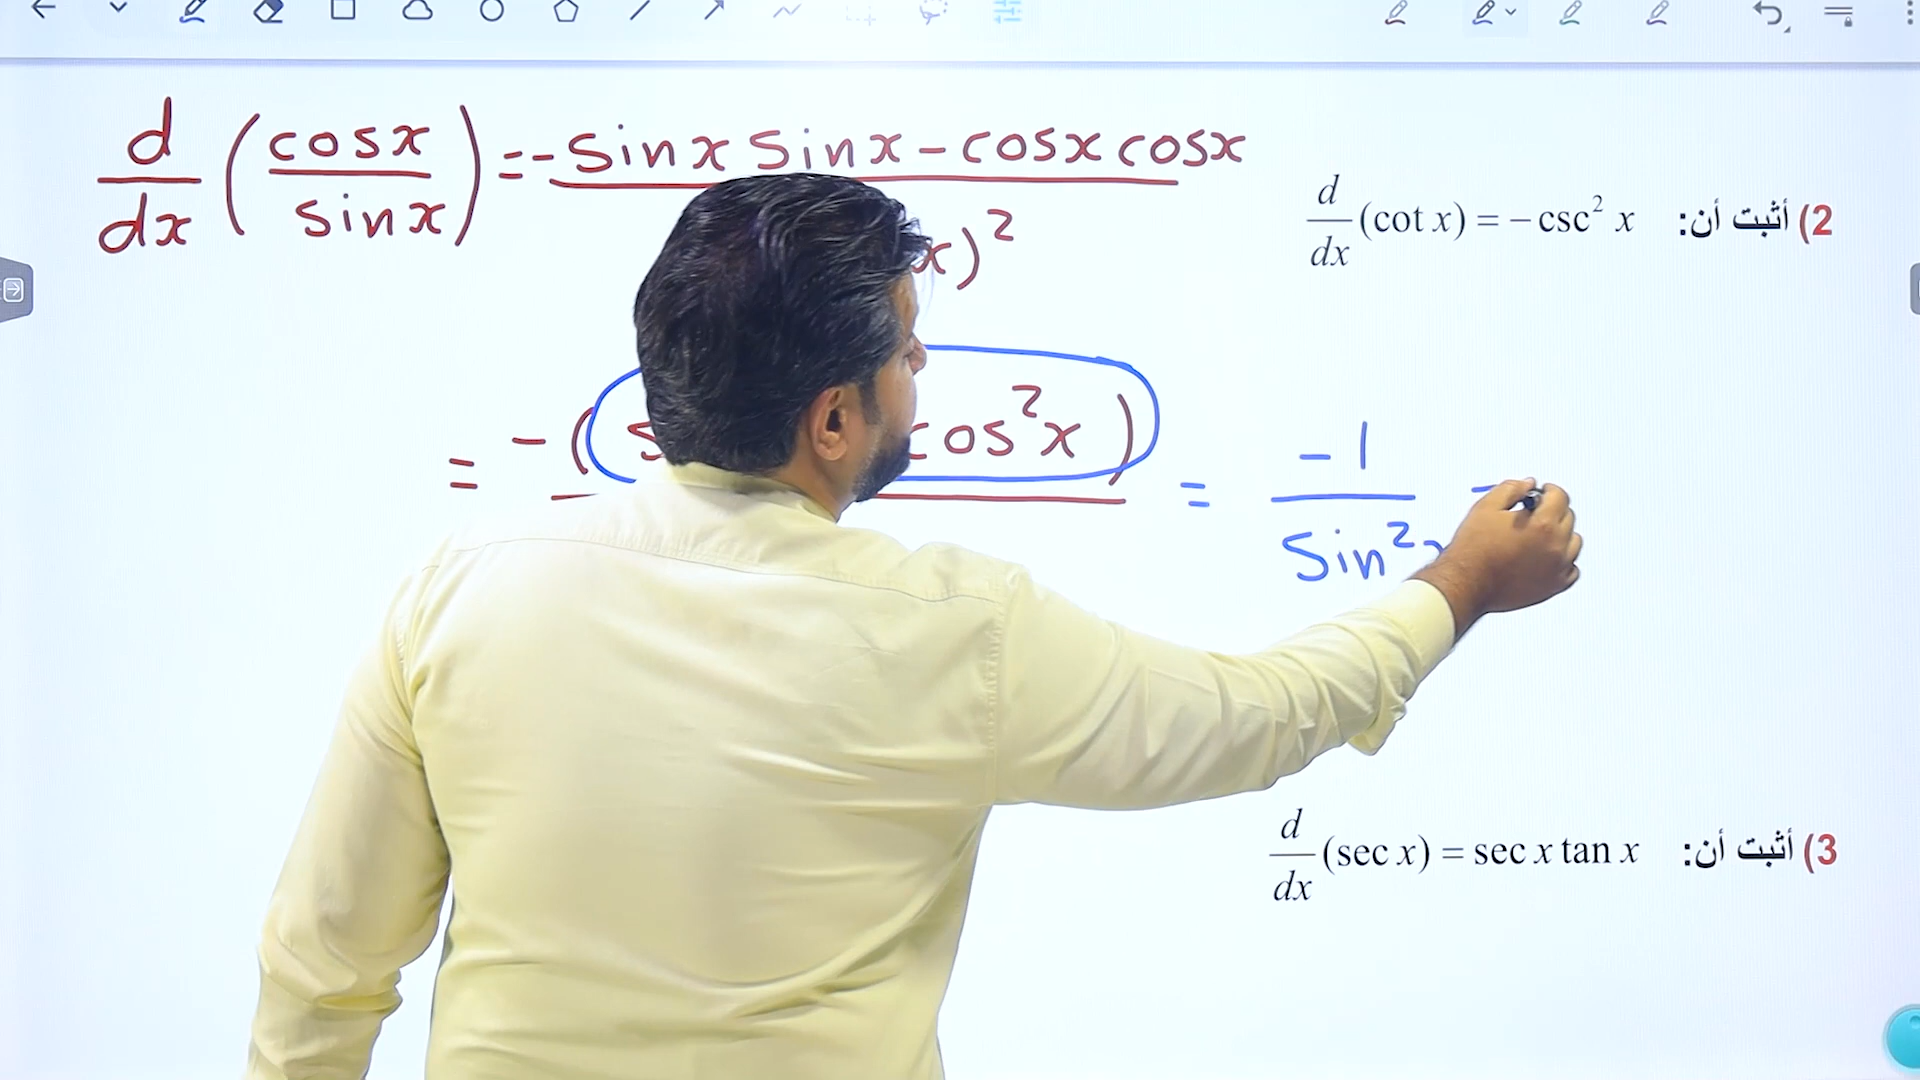 d/dx (cosx/sinx) = -sinx sinx - cosx cosx
x)²
2) أثبت أن: d/dx (cot x) = −csc² x
= -( cos²x ) = -1/Sin²
3) أثبت أن: d/dx (sec x) = sec x tan x